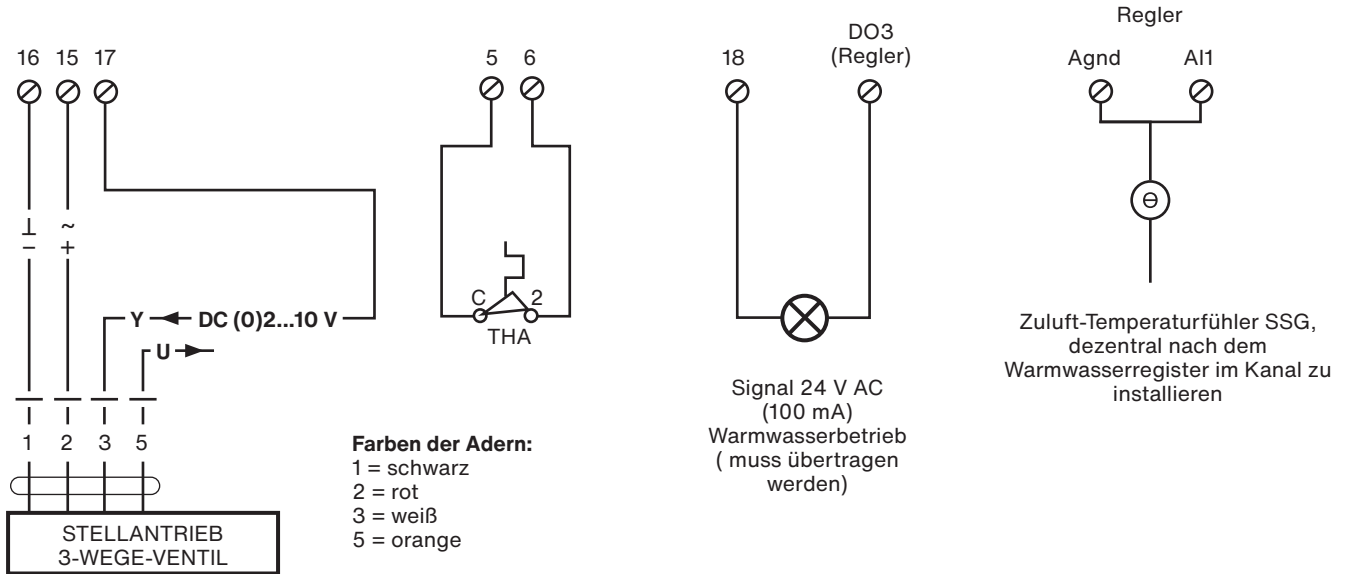 16 15 17
⊥ ~
– +
Y DC (0)2...10 V
U
1 2 3 5
STELLANTRIEB
3-WEGE-VENTIL
Farben der Adern:
1 = schwarz
2 = rot
3 = weiß
5 = orange
5 6
C 2
THA
18
DO3
(Regler)
Signal 24 V AC
(100 mA)
Warmwasserbetrieb
( muss übertragen
werden)
Regler
Agnd AI1
Θ
Zuluft-Temperaturfühler SSG,
dezentral nach dem
Warmwasserregister im Kanal zu
installieren